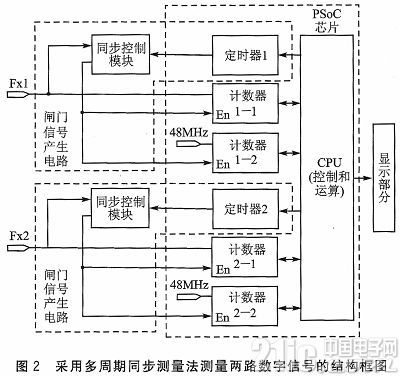 PSoC
芯片
同步控制
模块
定时器1
Fx1
计数器
En 1—1
闸门
信号
产生
电路
48MHz
计数器
En 1—2
CPU
(控制和
运算)
显示部分
同步控制
模块
定时器2
Fx2
计数器
En 2—1
闸门
信号
产生
电路
48MHz
计数器
En 2—2
图 2 采用多周期同步测量法测量两路数字信号的结构框图
中国电子网